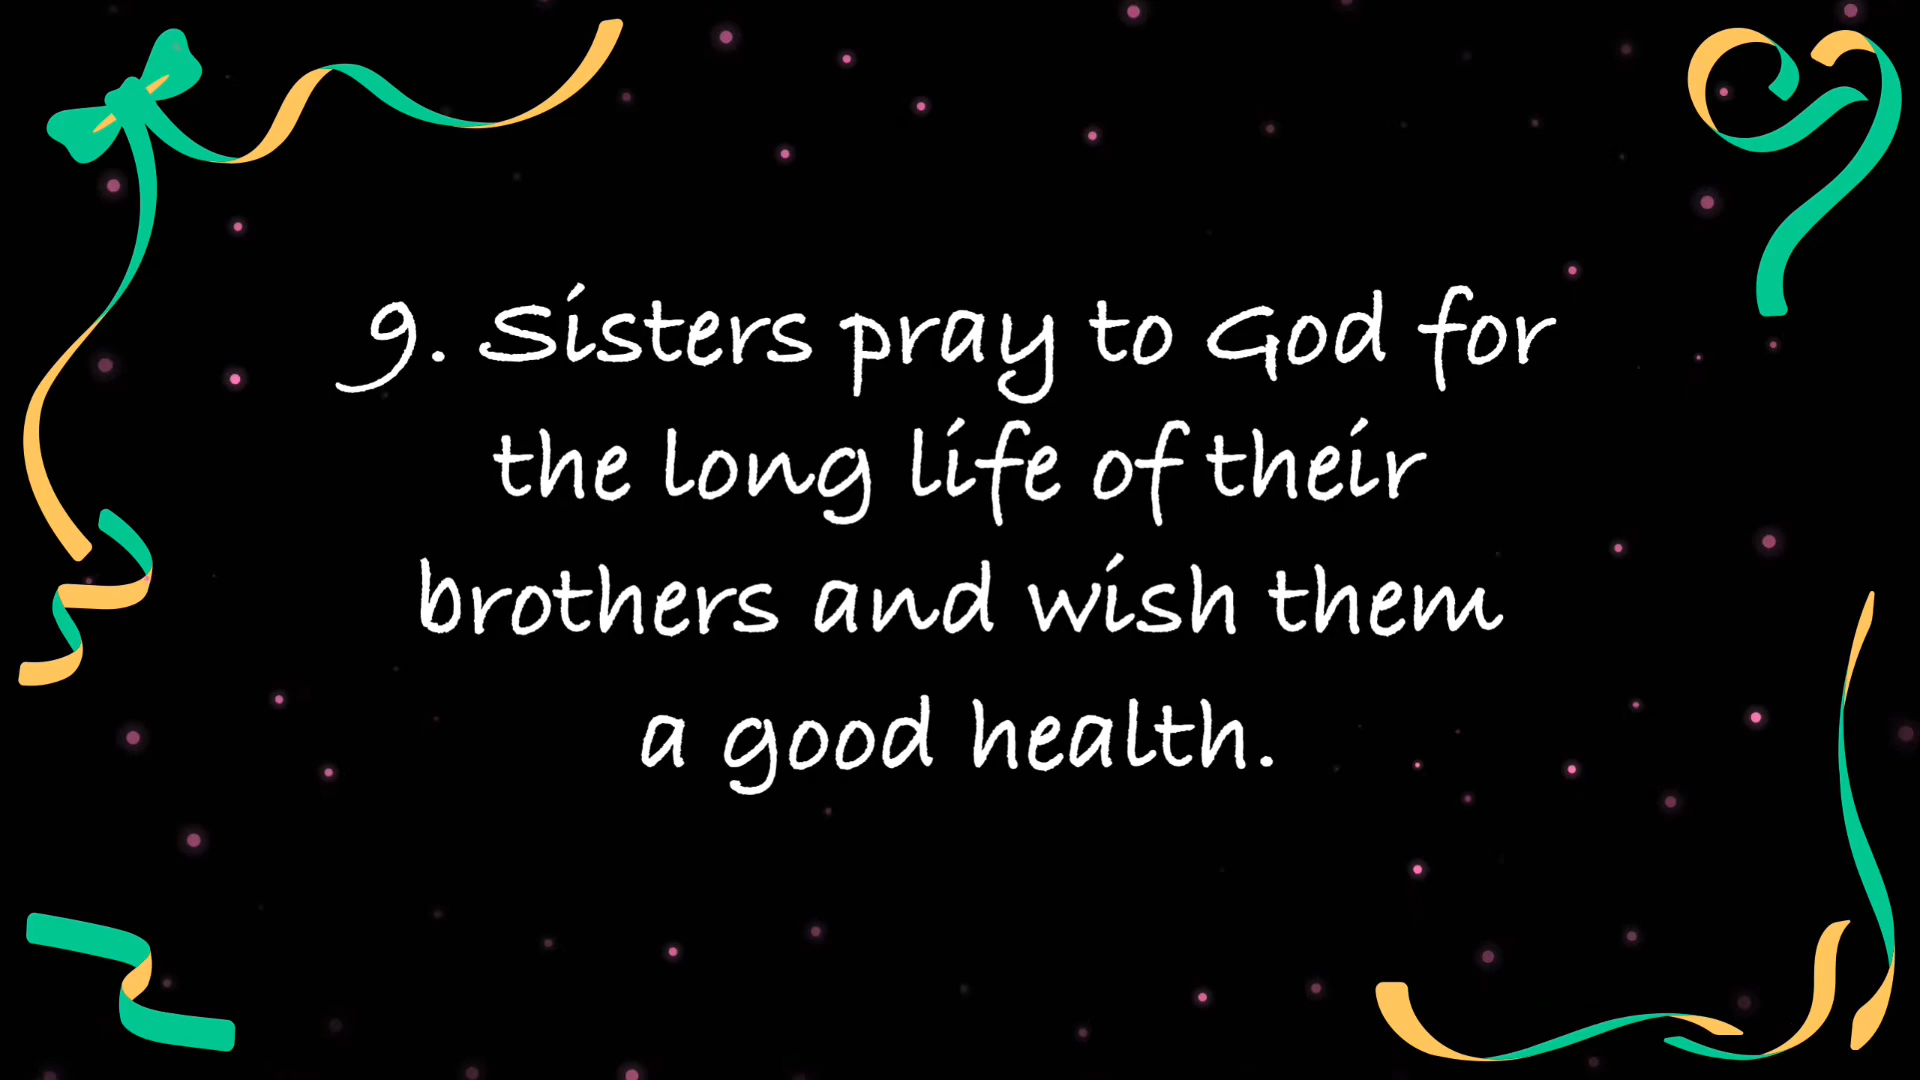 9. Sisters pray to God for
the long life of their
brothers and wish them
a good health.